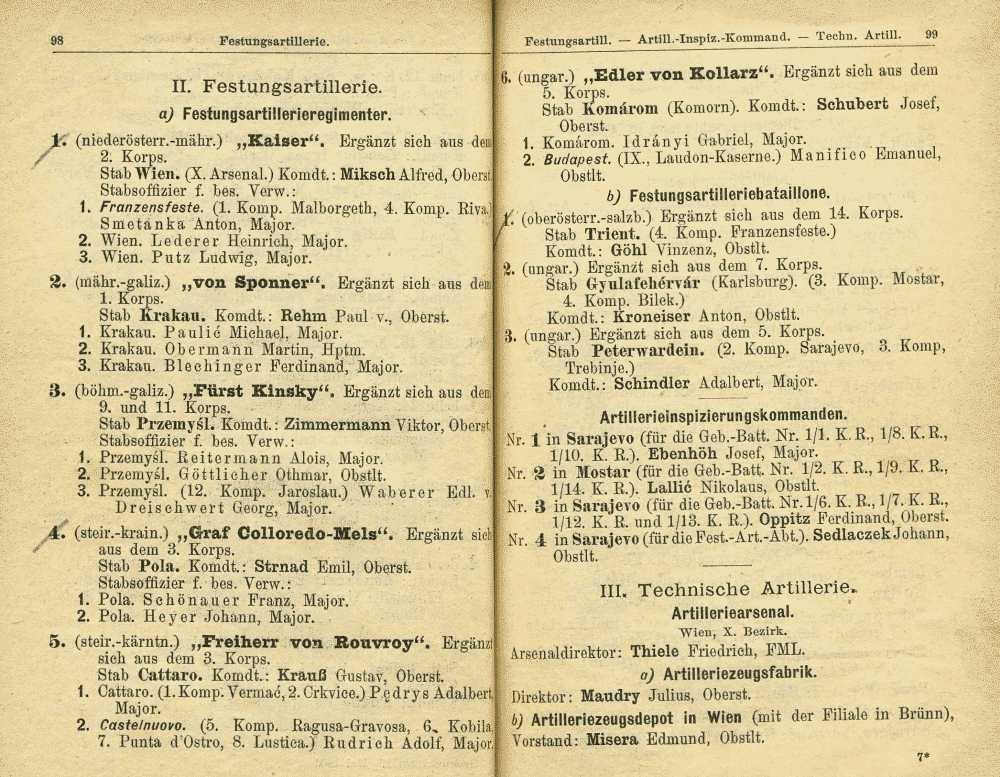 98
Festungsartillerie.
II. Festungsartillerie.
a) Festungsartillerieregimenter.
1. (niederösterr.-mähr.) „Kaiser“. Ergänzt sich aus dem
2. Korps.
Stab Wien. (X. Arsenal.) Komdt.: Miksch Alfred, Oberst.
Stabsoffizier f. bes. Verw.:
1. Franzensfeste. (1. Komp. Malborgeth, 4. Komp. Riva.)
Smetánka Anton, Major.
2. Wien. Lederer Heinrich, Major.
3. Wien. Putz Ludwig, Major.
2. (mähr.-galiz.) „von Sponner“. Ergänzt sich aus dem
1. Korps.
Stab Krakau. Komdt.: Rehm Paul v., Oberst.
1. Krakau. Paulić Michael, Major.
2. Krakau. Obermann Martin, Hptm.
3. Krakau. Blechinger Ferdinand, Major.
3. (böhm.-galiz.) „Fürst Kinsky“. Ergänzt sich aus dem
9. und 11. Korps.
Stab Przemyśl. Komdt.: Zimmermann Viktor, Oberst.
Stabsoffizier f. bes. Verw.:
1. Przemyśl. Reitermann Alois, Major.
2. Przemyśl. Göttlicher Othmar, Obstlt.
3. Przemyśl. (12. Komp. Jaroslau.) Waberer Edl. v.
Dreischwert Georg, Major.
4. (steir.-krain.) „Graf Colloredo-Mels“. Ergänzt sich
aus dem 3. Korps.
Stab Pola. Komdt.: Strnad Emil, Oberst.
Stabsoffizier f. bes. Verw.:
1. Pola. Schönauer Franz, Major.
2. Pola. Heyer Johann, Major.
5. (steir.-kärntn.) „Freiherr von Rouvroy“. Ergänzt
sich aus dem 3. Korps.
Stab Cattaro. Komdt.: Krauß Gustav, Oberst.
1. Cattaro. (1. Komp. Vermać, 2. Crkvice.) Pedrys Adalbert,
Major.
2. Castelnuovo. (5. Komp. Ragusa-Gravosa, 6. Kobila,
7. Punta d'Ostro, 8. Lustica.) Rudrich Adolf, Major.
Festungsartill. — Artill.-Inspiz.-Kommand. — Techn. Artill. 99
6. (ungar.) „Edler von Kollarz“. Ergänzt sich aus dem
5. Korps.
Stab Komárom (Komorn). Komdt.: Schubert Josef,
Oberst.
1. Komárom. Idrányi Gabriel, Major.
2. Budapest. (IX., Laudon-Kaserne.) Manifico Emanuel,
Obstlt.
b) Festungsartilleriebataillone.
1. (oberösterr.-salzb.) Ergänzt sich aus dem 14. Korps.
Stab Trient. (4. Komp. Franzensfeste.)
Komdt.: Göhl Vinzenz, Obstlt.
2. (ungar.) Ergänzt sich aus dem 7. Korps.
Stab Gyulafehérvár (Karlsburg). (3. Komp. Mostar,
4. Komp. Bilek.)
Komdt.: Kroneiser Anton, Obstlt.
3. (ungar.) Ergänzt sich aus dem 5. Korps.
Stab Peterwardein. (2. Komp. Sarajevo, 3. Komp,
Trebinje.)
Komdt.: Schindler Adalbert, Major.
Artillerieinspizierungskommanden.
Nr. 1 in Sarajevo (für die Geb.-Batt. Nr. 1/1. K. R., 1/8. K. R.,
1/10. K. R.). Ebenhöh Josef, Major.
Nr. 2 in Mostar (für die Geb.-Batt. Nr. 1/2. K. R., 1/9. K. R.,
1/14. K. R.). Lallić Nikolaus, Obstlt.
Nr. 3 in Sarajevo (für die Geb.-Batt. Nr. 1/6. K. R., 1/7. K. R.,
1/12. K. R. und 1/13. K. R.). Oppitz Ferdinand, Oberst.
Nr. 4 in Sarajevo (für die Fest.-Art.-Abt.). Sedlaczek Johann,
Obstlt.
III. Technische Artillerie.
Artilleriearsenal.
Wien, X. Bezirk.
Arsenaldirektor: Thiele Friedrich, FML.
a) Artilleriezeugsfabrik.
Direktor: Maudry Julius, Oberst.
b) Artilleriezeugsdepot in Wien (mit der Filiale in Brünn),
Vorstand: Misera Edmund, Obstlt.
7*